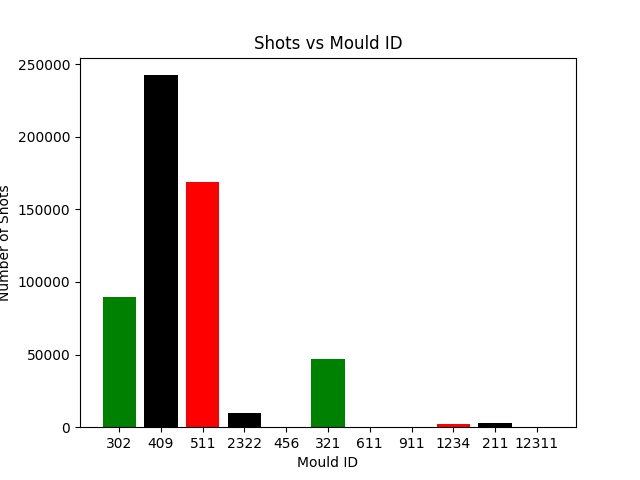 Shots vs Mould ID
Number of Shots
250000
200000
150000
100000
50000
0
302 409 511 2322 456 321 611 911 1234 211 12311
Mould ID